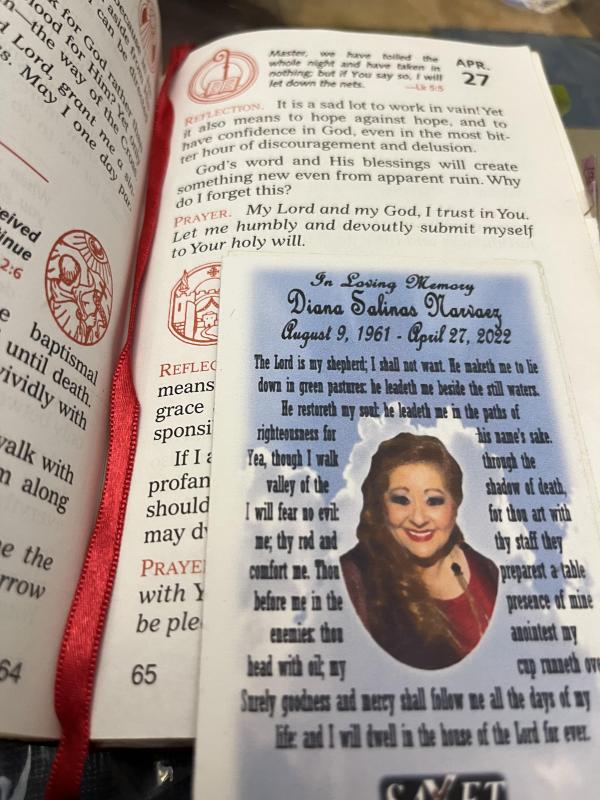 for God rather
food for Him. Yet
the way of the
Lord, grant me a
May I one day par-
2:6
baptismal
until death.
vividly with
walk with
along
the
64
Master, we have toiled the
whole night and have taken in
nothing; but if You say so, I will
let down the nets.
—Lk 5:5
APR.
27
REFLECTION. It is a sad lot to work in vain! Yet
it also means to hope against hope, and to
have confidence in God, even in the most bit-
ter hour of discouragement and delusion.
God's word and His blessings will create
something new even from apparent ruin. Why
do I forget this?
PRAYER. My Lord and my God, I trust in You.
Let me humbly and devoutly submit myself
to Your holy will.
means
grace
If I
profan
should
may
PRAYE
with
be
65
In Loving Memory
Diana Salinas Narvaez
August 9, 1961 - April 27, 2022
The Lord is my shepherd; I shall not want. He maketh me to lie
down in green pastures: he leadeth me beside the still waters.
He restoreth my soul: he leadeth me in the paths of
righteousness for his name's sake.
Yea, though I walk through the
valley of the shadow of death,
I will fear no evil: for thou art with
me; thy rod and thy staff they
comfort me. Thou preparest a table
before me in the presence of mine
enemies: thou anointest my
head with oil; my cup runneth over
Surely goodness and mercy shall follow me all the days of my
life: and I will dwell in the house of the Lord for ever.